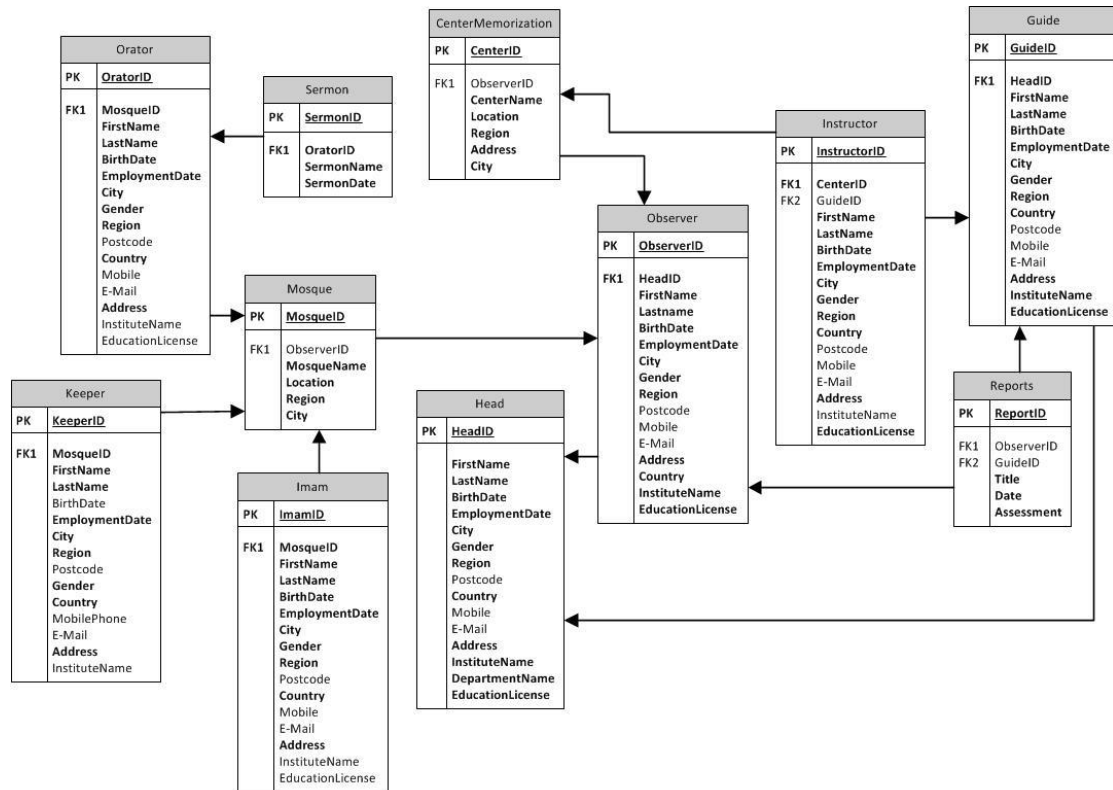 Orator
PK OratorID
FK1 MosqueID
FirstName
LastName
BirthDate
EmploymentDate
City
Gender
Region
Postcode
Country
Mobile
E-Mail
Address
InstituteName
EducationLicense
Sermon
PK SermonID
FK1 OratorID
SermonName
SermonDate
CenterMemorization
PK CenterID
FK1 ObserverID
CenterName
Location
Region
Address
City
Guide
PK GuideID
FK1 HeadID
FirstName
LastName
BirthDate
EmploymentDate
City
Gender
Region
Country
Postcode
Mobile
E-Mail
Address
InstituteName
EducationLicense
Instructor
PK InstructorID
FK1 CenterID
FK2 GuideID
FirstName
LastName
BirthDate
EmploymentDate
City
Gender
Region
Country
Postcode
Mobile
E-Mail
Address
InstituteName
EducationLicense
Observer
PK ObserverID
FK1 HeadID
FirstName
Lastname
BirthDate
EmploymentDate
City
Gender
Region
Postcode
Mobile
E-Mail
Address
Country
InstituteName
EducationLicense
Mosque
PK MosqueID
FK1 ObserverID
MosqueName
Location
Region
City
Keeper
PK KeeperID
FK1 MosqueID
FirstName
LastName
BirthDate
EmploymentDate
City
Region
Postcode
Gender
Country
MobilePhone
E-Mail
Address
InstituteName
Imam
PK ImamID
FK1 MosqueID
FirstName
LastName
BirthDate
EmploymentDate
City
Gender
Region
Postcode
Country
Mobile
E-Mail
Address
InstituteName
EducationLicense
Head
PK HeadID
FirstName
LastName
BirthDate
EmploymentDate
City
Gender
Region
Postcode
Country
Mobile
E-Mail
Address
InstituteName
DepartmentName
EducationLicense
Reports
PK ReportID
FK1 ObserverID
FK2 GuideID
Title
Date
Assessment